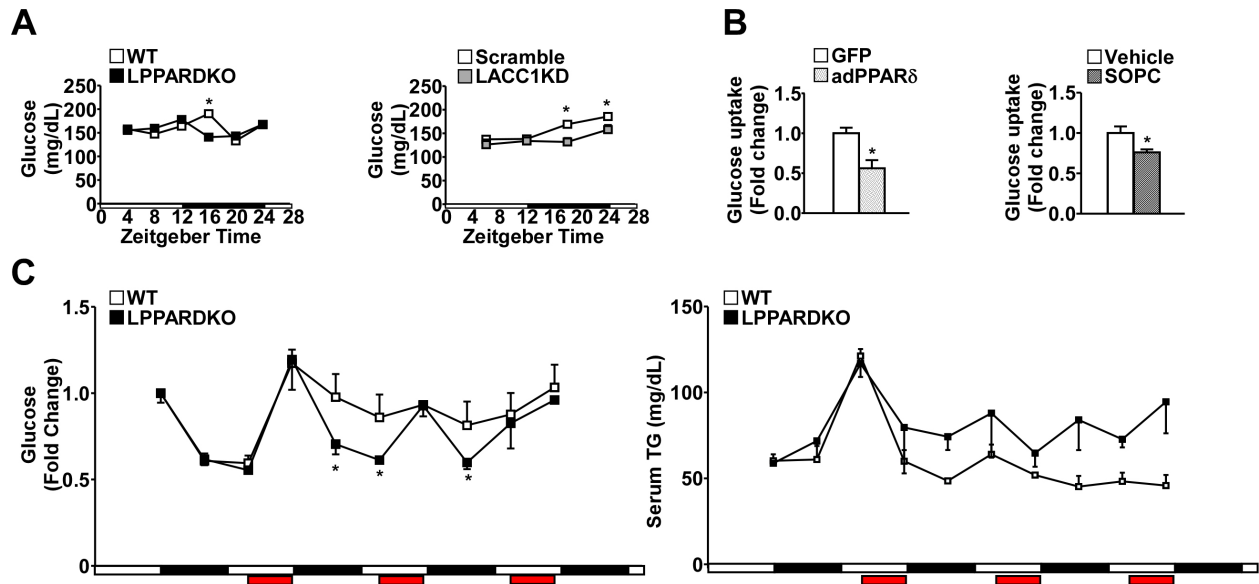 A
WT
LPPARDKO
Glucose
(mg/dL)
250
200
150
100
50
0
*
0 4 8 12 16 20 24 28
Zeitgeber Time
Scramble
LACC1KD
Glucose
(mg/dL)
250
200
150
100
50
0
* *
0 4 8 12 16 20 24 28
Zeitgeber Time
B
GFP
adPPARδ
Glucose uptake
(Fold change)
1.5
1.0
0.5
0.0
*
Vehicle
SOPC
Glucose uptake
(Fold change)
1.5
1.0
0.5
0.0
*
C
WT
LPPARDKO
Glucose
(Fold Change)
1.5
1.0
0.5
0
* * *
WT
LPPARDKO
Serum TG (mg/dL)
150
100
50
0